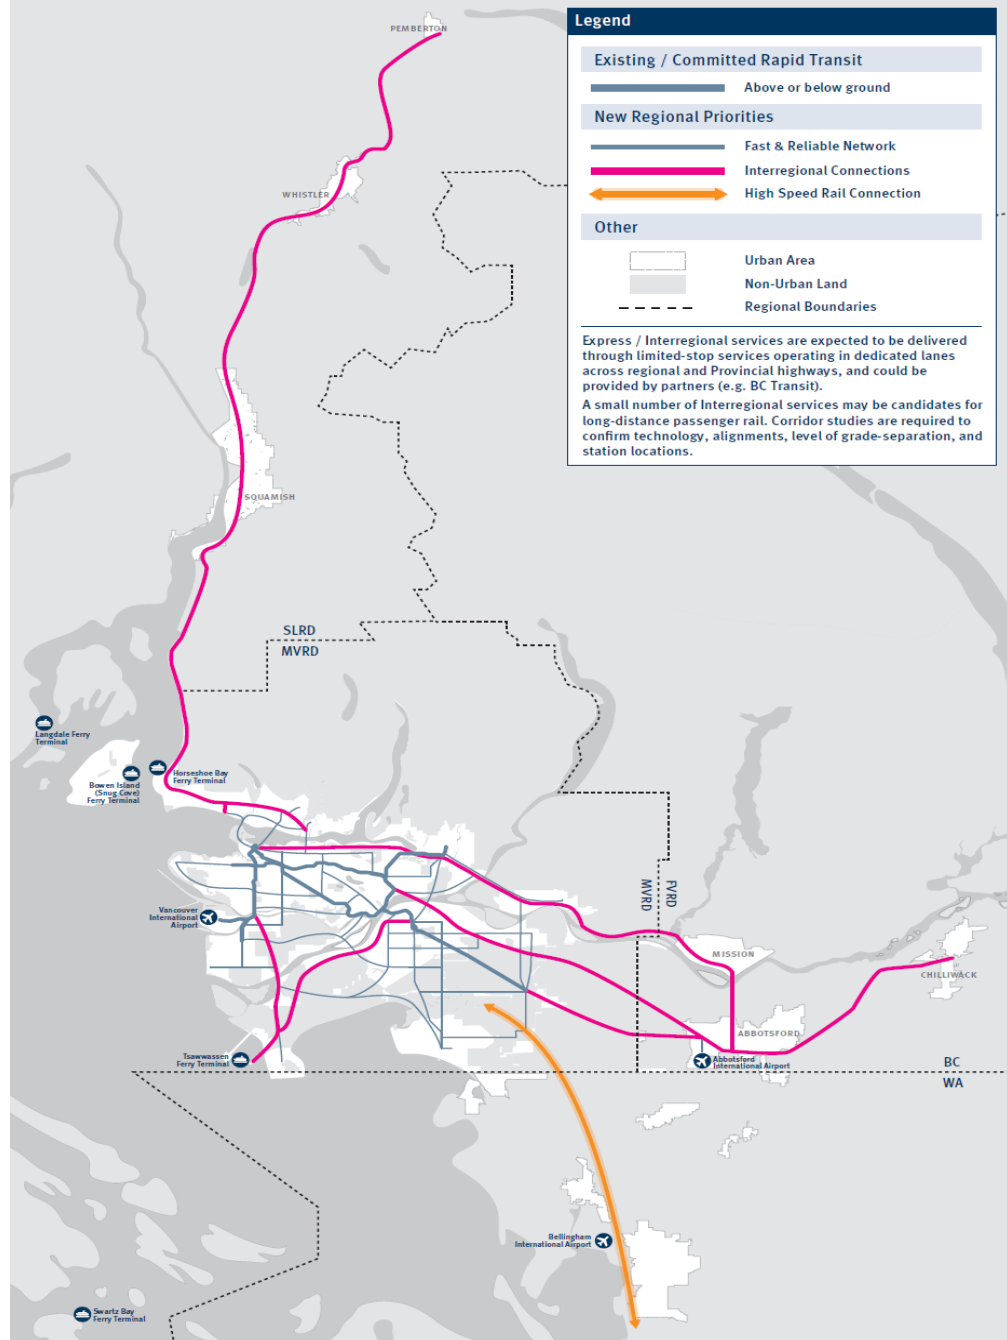 Legend
Existing / Committed Rapid Transit
Above or below ground
New Regional Priorities
Fast & Reliable Network
Interregional Connections
High Speed Rail Connection
Other
Urban Area
Non-Urban Land
Regional Boundaries
Express / Interregional services are expected to be delivered
through limited-stop services operating in dedicated lanes
across regional and Provincial highways, and could be
provided by partners (e.g. BC Transit).
A small number of Interregional services may be candidates for
long-distance passenger rail. Corridor studies are required to
confirm technology, alignments, level of grade-separation, and
station locations.
PEMBERTON
WHISTLER
SQUAMISH
SLRD
MVRD
Langdale Ferry
Terminal
Horseshoe Bay
Ferry Terminal
Bowen Island
(Snug Cove)
Ferry Terminal
MVRD
FVRD
Vancouver
International
Airport
MISSION
CHILLIWACK
ABBOTSFORD
Tsawwassen
Ferry Terminal
Abbotsford
International Airport
BC
WA
Bellingham
International Airport
Swartz Bay
Ferry Terminal